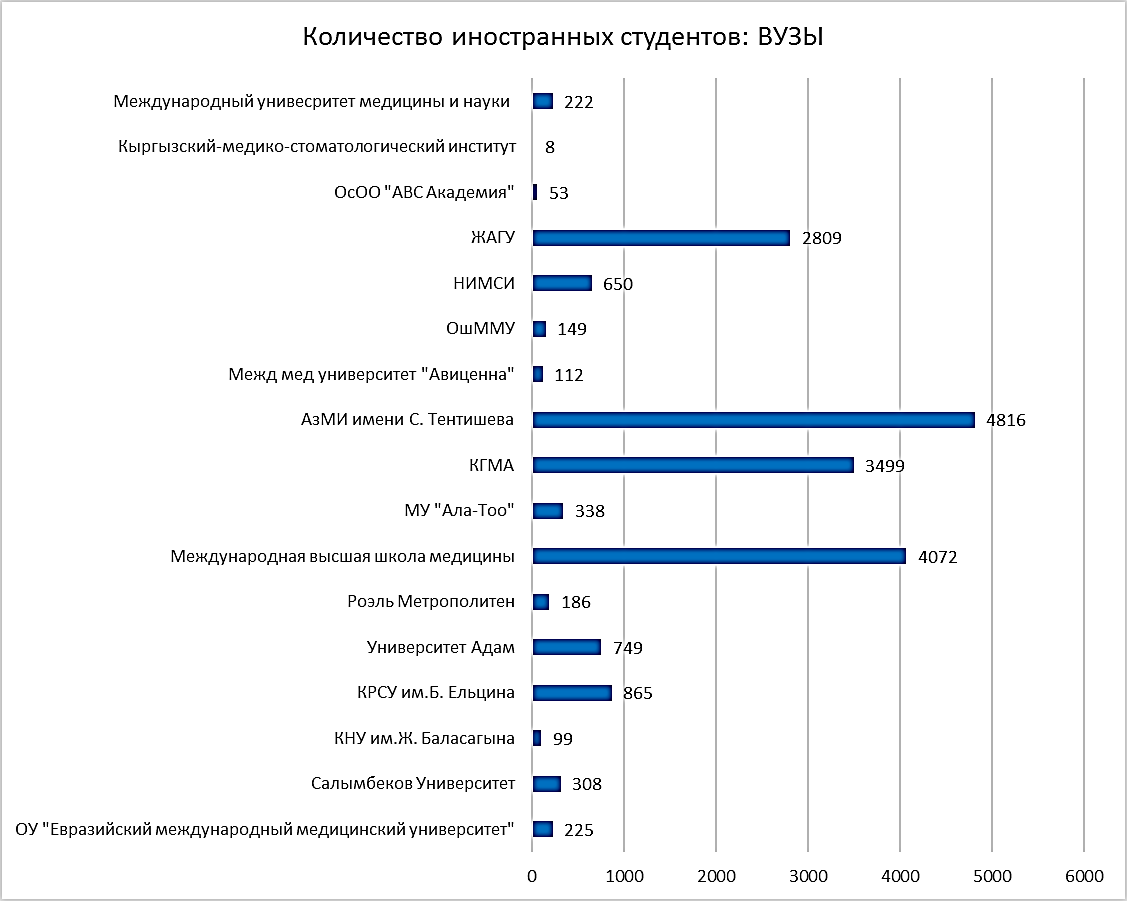 Количество иностранных студентов: ВУЗЫ
Международный унивесритет медицины и науки 222
Кыргызский-медико-стоматологический институт 8
ОсОО "АВС Академия" 53
ЖАГУ 2809
НИМСИ 650
ОшММУ 149
Межд мед университет "Авиценна" 112
АзМИ имени С. Тентишева 4816
КГМА 3499
МУ "Ала-Тоо" 338
Международная высшая школа медицины 4072
Роэль Метрополитен 186
Университет Адам 749
КРСУ им.Б. Ельцина 865
КНУ им.Ж. Баласагына 99
Салымбеков Университет 308
ОУ "Евразийский международный медицинский университет" 225
0 1000 2000 3000 4000 5000 6000